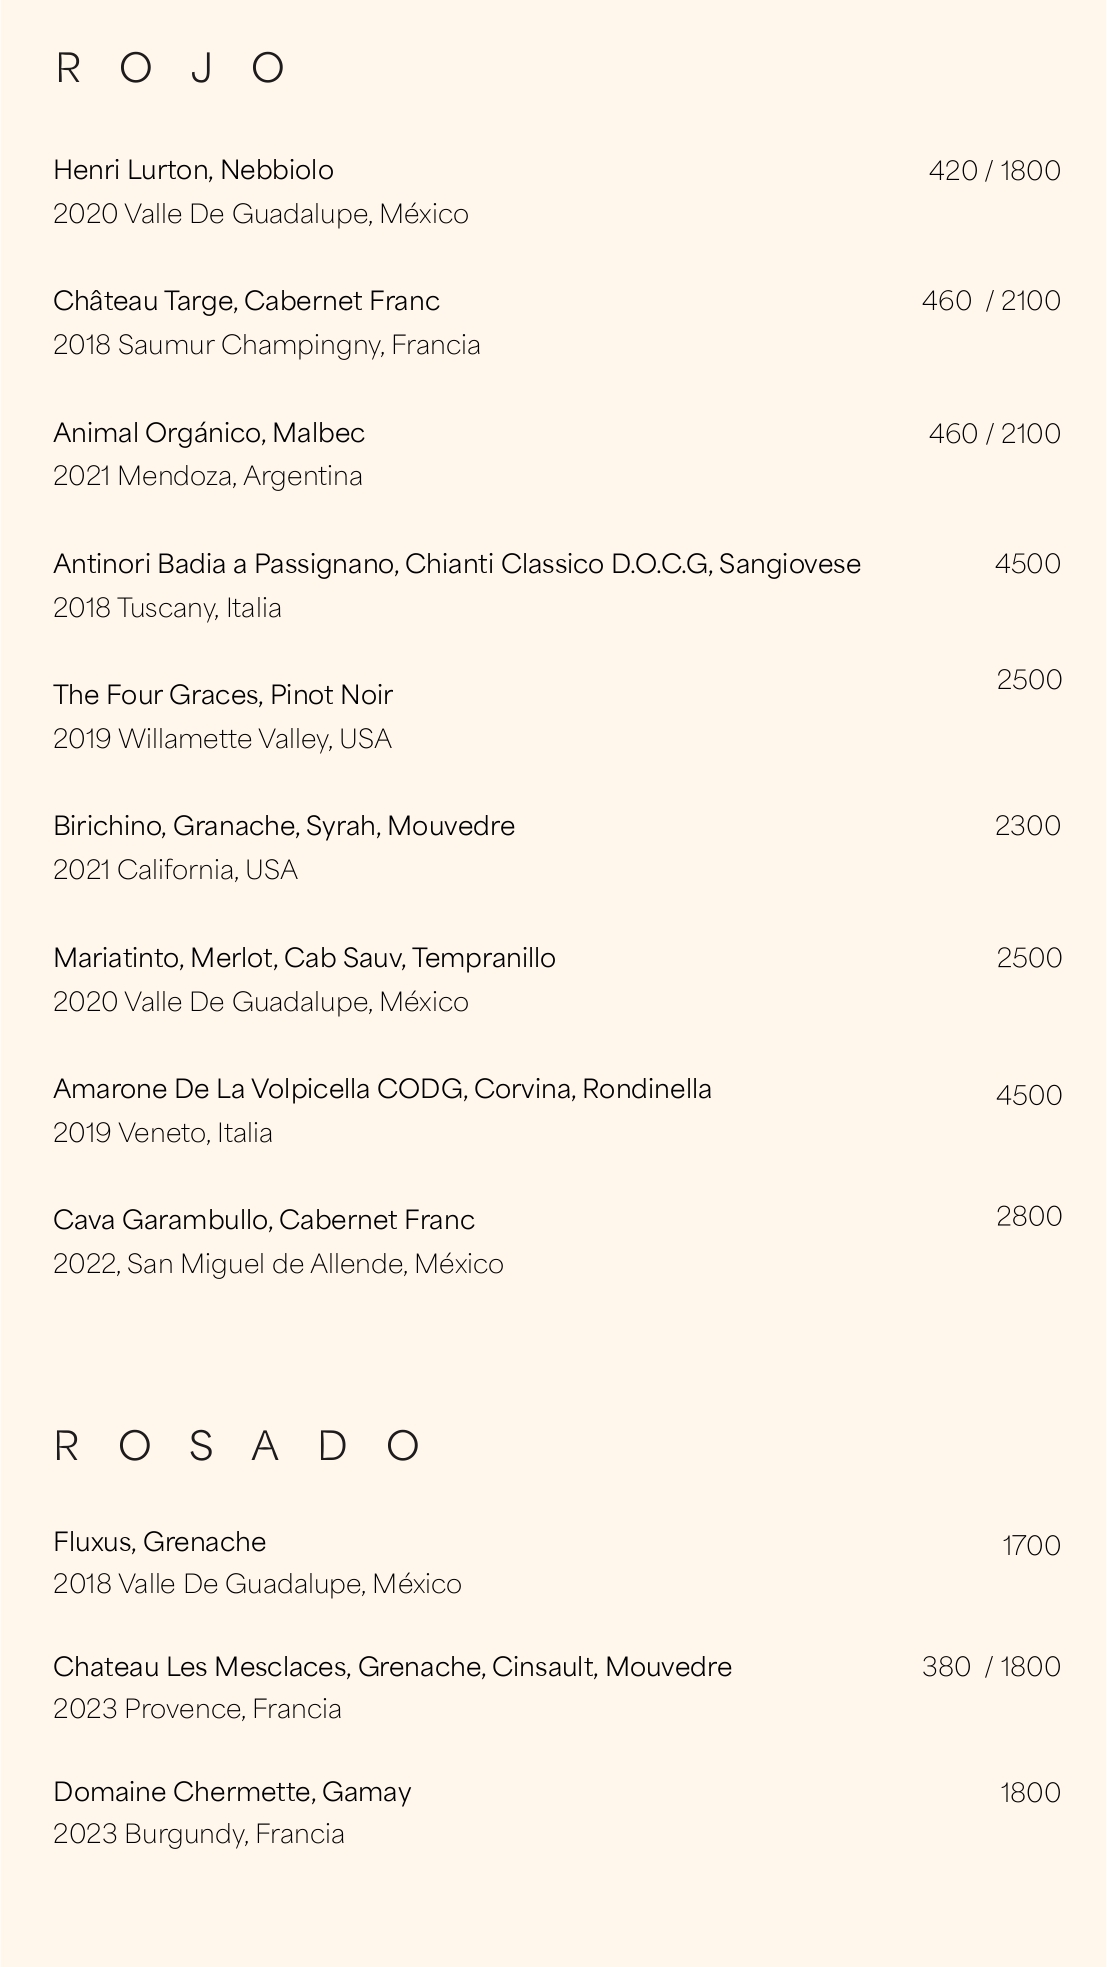 ROJO
Henri Lurton, Nebbiolo 420 / 1800
2020 Valle De Guadalupe, México
Château Targe, Cabernet Franc 460 / 2100
2018 Saumur Champingny, Francia
Animal Orgánico, Malbec 460 / 2100
2021 Mendoza, Argentina
Antinori Badia a Passignano, Chianti Classico D.O.C.G, Sangiovese 4500
2018 Tuscany, Italia
The Four Graces, Pinot Noir 2500
2019 Willamette Valley, USA
Birichino, Granache, Syrah, Mouvedre 2300
2021 California, USA
Mariatinto, Merlot, Cab Sauv, Tempranillo 2500
2020 Valle De Guadalupe, México
Amarone De La Volpicella CODG, Corvina, Rondinella 4500
2019 Veneto, Italia
Cava Garambullo, Cabernet Franc 2800
2022, San Miguel de Allende, México
ROSADO
Fluxus, Grenache 1700
2018 Valle De Guadalupe, México
Chateau Les Mesclaces, Grenache, Cinsault, Mouvedre 380 / 1800
2023 Provence, Francia
Domaine Chermette, Gamay 1800
2023 Burgundy, Francia